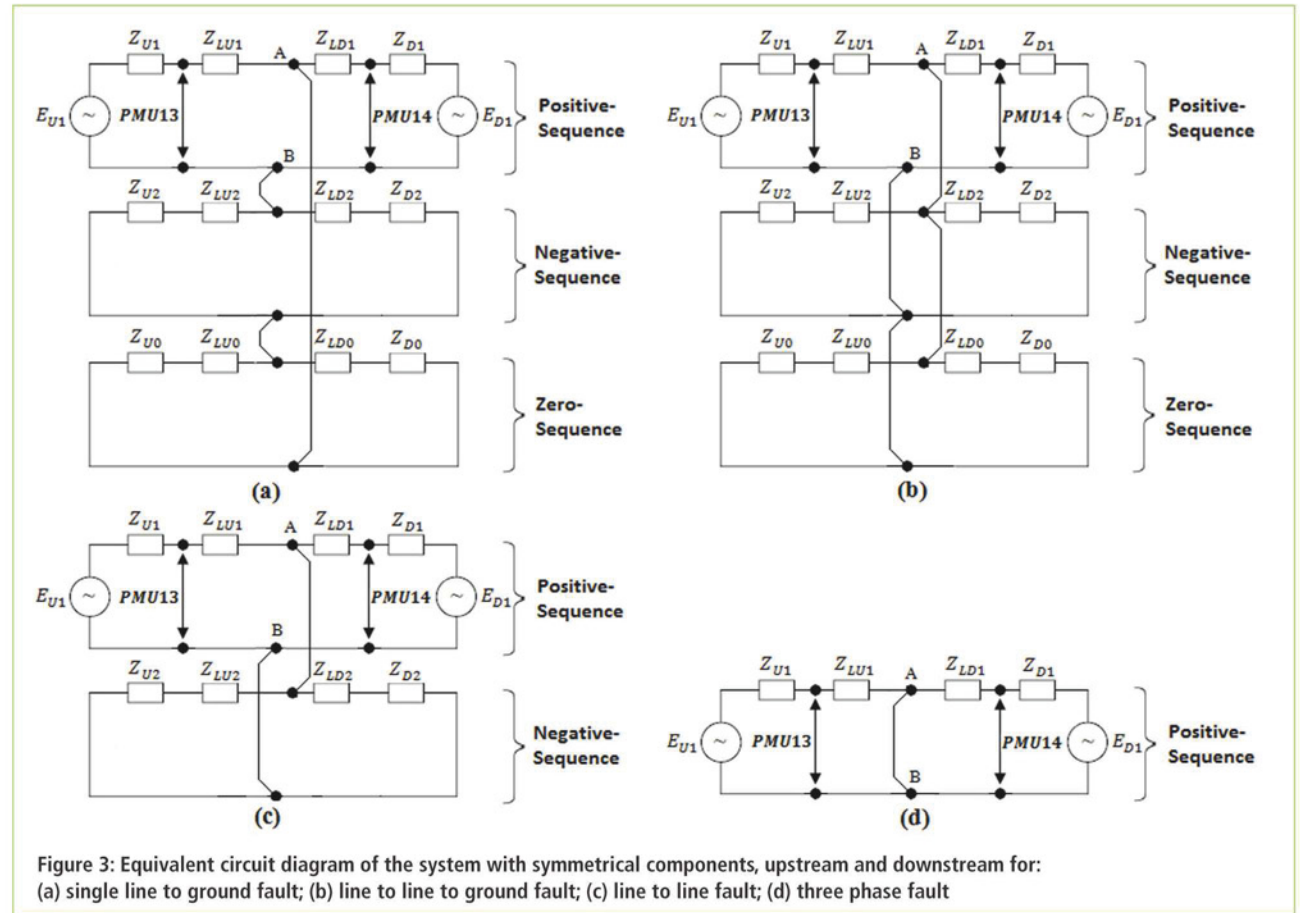 Z_U1 Z_LU1 A Z_LD1 Z_D1
E_U1 ~ PMU13 PMU14 ~ E_D1
Positive-
Sequence
B
Z_U2 Z_LU2 Z_LD2 Z_D2
Negative-
Sequence
Z_U0 Z_LU0 Z_LD0 Z_D0
Zero-
Sequence
(a)
Z_U1 Z_LU1 A Z_LD1 Z_D1
E_U1 ~ PMU13 PMU14 ~ E_D1
Positive-
Sequence
B
Z_U2 Z_LU2 Z_LD2 Z_D2
Negative-
Sequence
Z_U0 Z_LU0 Z_LD0 Z_D0
Zero-
Sequence
(b)
Z_U1 Z_LU1 A Z_LD1 Z_D1
E_U1 ~ PMU13 PMU14 ~ E_D1
Positive-
Sequence
B
Z_U2 Z_LU2 Z_LD2 Z_D2
Negative-
Sequence
(c)
Z_U1 Z_LU1 A Z_LD1 Z_D1
E_U1 ~ PMU13 PMU14 ~ E_D1
Positive-
Sequence
B
(d)
Figure 3: Equivalent circuit diagram of the system with symmetrical components, upstream and downstream for:
(a) single line to ground fault; (b) line to line to ground fault; (c) line to line fault; (d) three phase fault